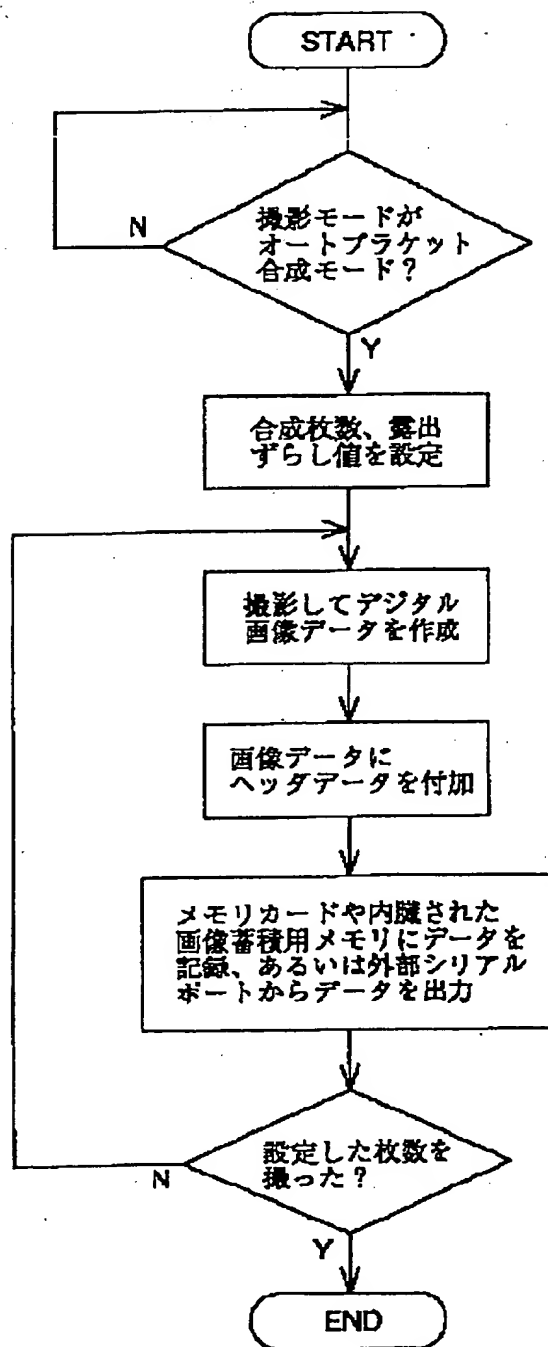 START
撮影モードが
オートブラケット
合成モード？
N
Y
合成枚数、露出
ずらし値を設定
撮影してデジタル
画像データを作成
画像データに
ヘッダデータを付加
メモリカードや内臓された
画像蓄積用メモリにデータを
記録、あるいは外部シリアル
ポートからデータを出力
設定した枚数を
撮った？
N
Y
END